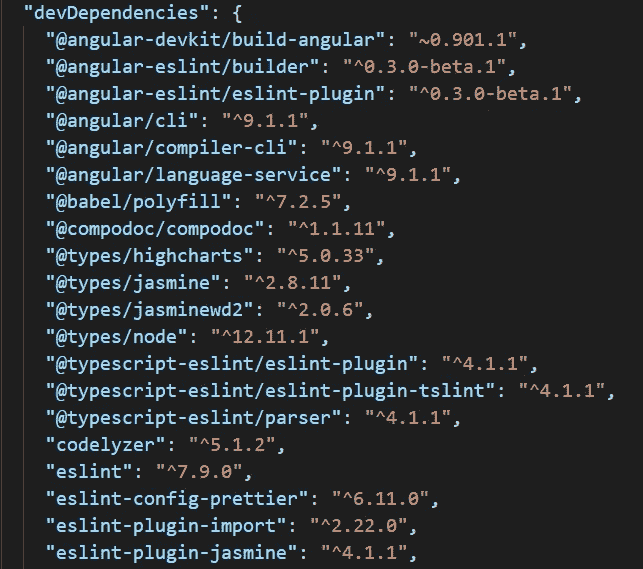 "devDependencies": {
"@angular-devkit/build-angular": "~0.901.1",
"@angular-eslint/builder": "^0.3.0-beta.1",
"@angular-eslint/eslint-plugin": "^0.3.0-beta.1",
"@angular/cli": "^9.1.1",
"@angular/compiler-cli": "^9.1.1",
"@angular/language-service": "^9.1.1",
"@babel/polyfill": "^7.2.5",
"@compodoc/compodoc": "^1.1.11",
"@types/highcharts": "^5.0.33",
"@types/jasmine": "^2.8.11",
"@types/jasminewd2": "^2.0.6",
"@types/node": "^12.11.1",
"@typescript-eslint/eslint-plugin": "^4.1.1",
"@typescript-eslint/eslint-plugin-tslint": "^4.1.1",
"@typescript-eslint/parser": "^4.1.1",
"codelyzer": "^5.1.2",
"eslint": "^7.9.0",
"eslint-config-prettier": "^6.11.0",
"eslint-plugin-import": "^2.22.0",
"eslint-plugin-jasmine": "^4.1.1",